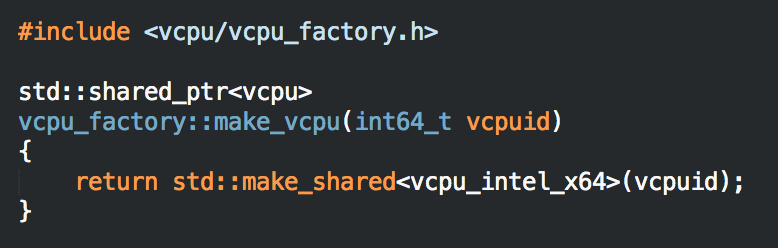 #include <vcpu/vcpu_factory.h>
std::shared_ptr<vcpu>
vcpu_factory::make_vcpu(int64_t vcpuid)
{
    return std::make_shared<vcpu_intel_x64>(vcpuid);
}